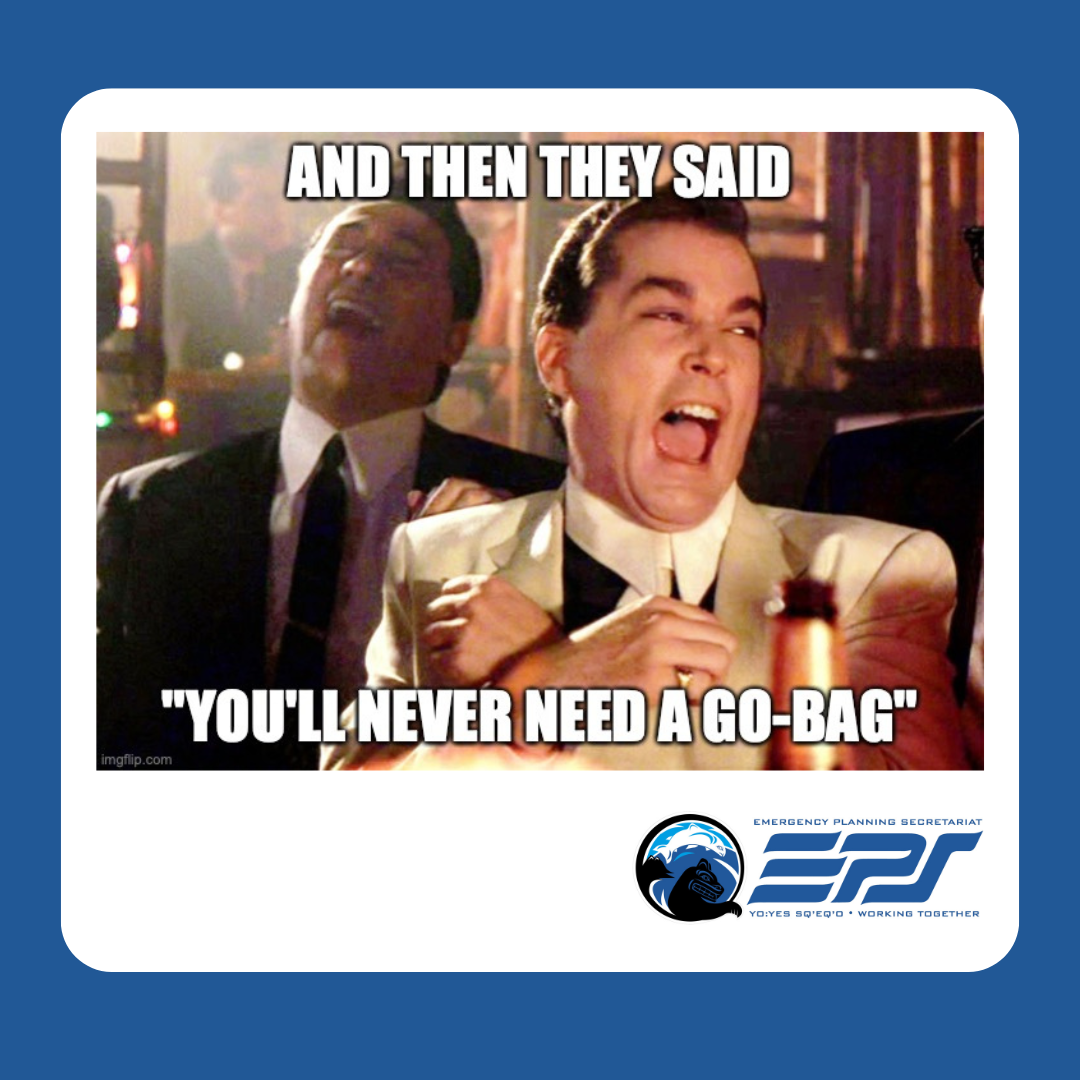 AND THEN THEY SAID
"YOU'LL NEVER NEED A GO-BAG"
imgflip.com
EMERGENCY PLANNING SECRETARIAT
EPS
YO:YES SQ'EQ'O • WORKING TOGETHER